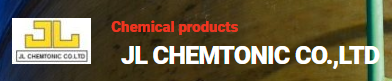 JL
JL CHEMTONIC CO.LTD
Chemical products
JL CHEMTONIC CO.,LTD